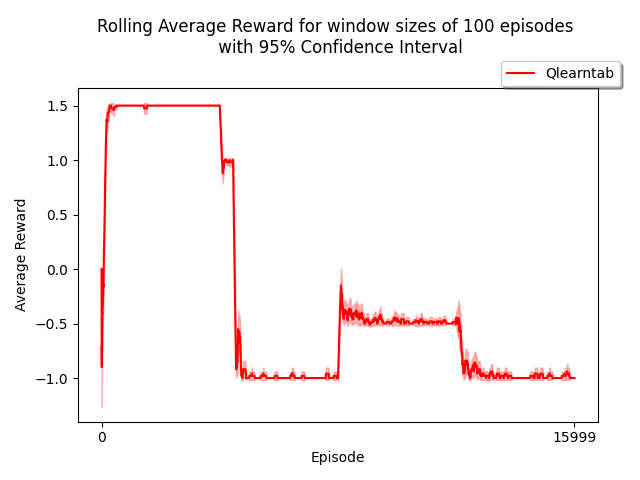 Rolling Average Reward for window sizes of 100 episodes
with 95% Confidence Interval
Qlearntab
1.5
1.0
0.5
0.0
−0.5
−1.0
Average Reward
0
15999
Episode